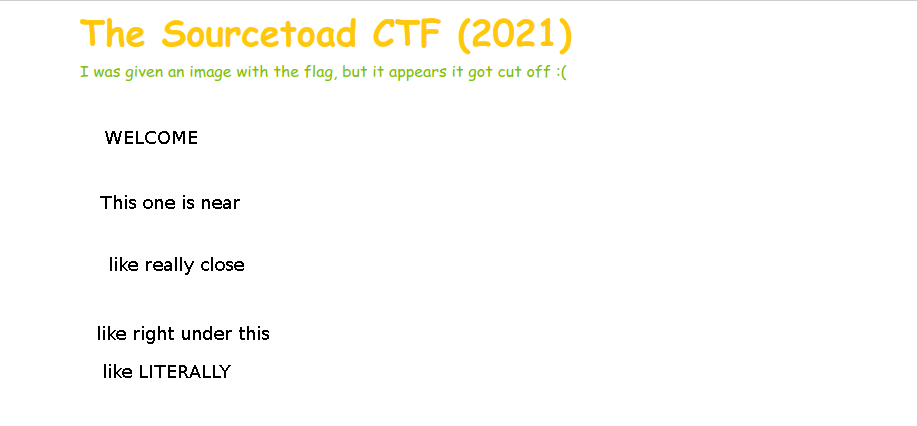 The Sourcetoad CTF (2021)
I was given an image with the flag, but it appears it got cut off :(
WELCOME
This one is near
like really close
like right under this
like LITERALLY